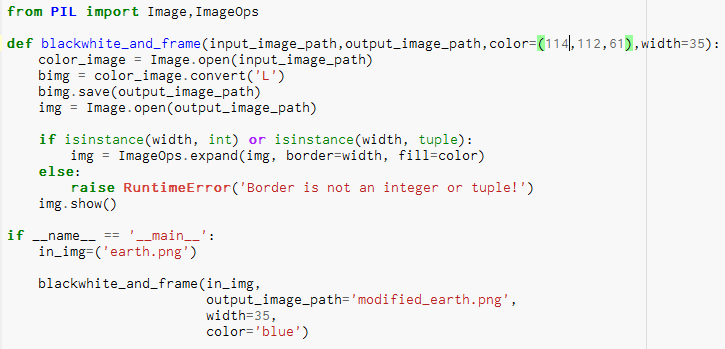 from PIL import Image,ImageOps
def blackwhite_and_frame(input_image_path,output_image_path,color=(114,112,61),width=35):
    color_image = Image.open(input_image_path)
    bimg = color_image.convert('L')
    bimg.save(output_image_path)
    img = Image.open(output_image_path)
    if isinstance(width, int) or isinstance(width, tuple):
        img = ImageOps.expand(img, border=width, fill=color)
    else:
        raise RuntimeError('Border is not an integer or tuple!')
    img.show()
if __name__ == '__main__':
    in_img=('earth.png')
    blackwhite_and_frame(in_img,
                         output_image_path='modified_earth.png',
                         width=35,
                         color='blue')